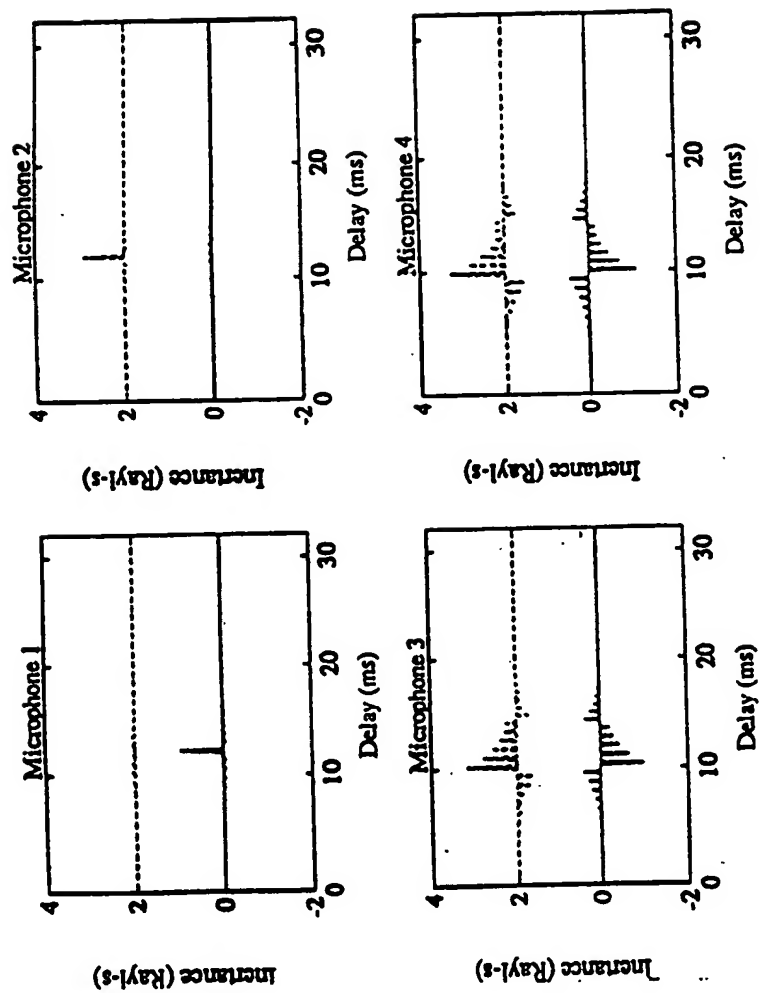 Microphone 1
4
2
0
-2
Inertance (Rayl-s)
0 10 20 30
Delay (ms)
Microphone 2
4
2
0
-2
Inertance (Rayl-s)
0 10 20 30
Delay (ms)
Microphone 3
4
2
0
-2
Inertance (Rayl-s)
0 10 20 30
Delay (ms)
Microphone 4
4
2
0
-2
Inertance (Rayl-s)
0 10 20 30
Delay (ms)